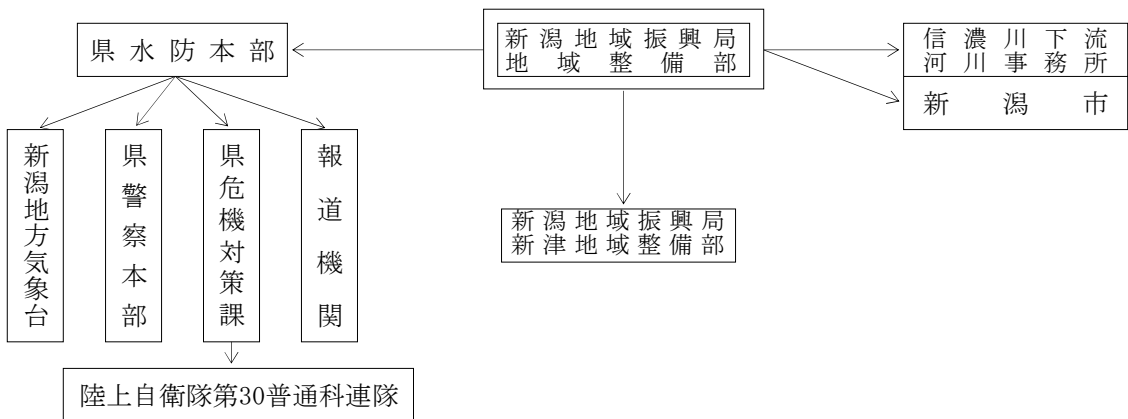 県水防本部
新潟地域振興局
地域整備部
信濃川下流
河川事務所
新潟市
新潟地方気象台
県警察本部
県危機対策課
報道機関
新潟地域振興局
新津地域整備部
陸上自衛隊第30普通科連隊